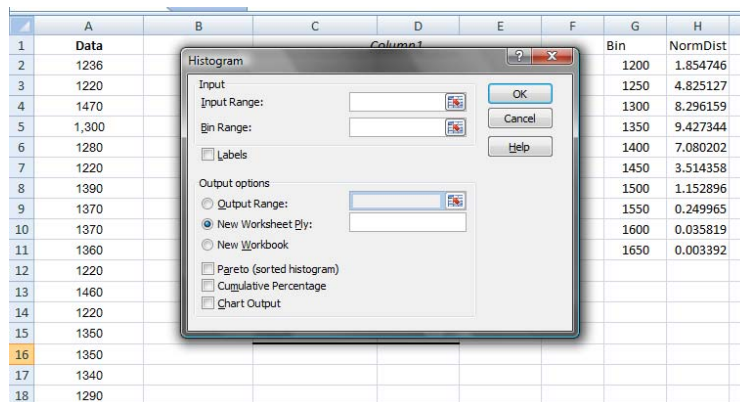 A B C D E F G H
1 Data Column1 Bin NormDist
Histogram
2 1236 1200 1.854746
Input
3 1220 1250 4.825127
Input Range: OK
4 1470 1300 8.296159
Bin Range: Cancel
5 1,300 1350 9.427344
Labels Help
6 1280 1400 7.080202
7 1220 1450 3.514358
Output options
8 1390 1500 1.152896
Output Range:
9 1370 1550 0.249965
New Worksheet Ply:
10 1370 1600 0.035819
New Workbook
11 1360 1650 0.003392
Pareto (sorted histogram)
12 1220
Cumulative Percentage
13 1460
Chart Output
14 1220
15 1350
16 1350
17 1340
18 1290